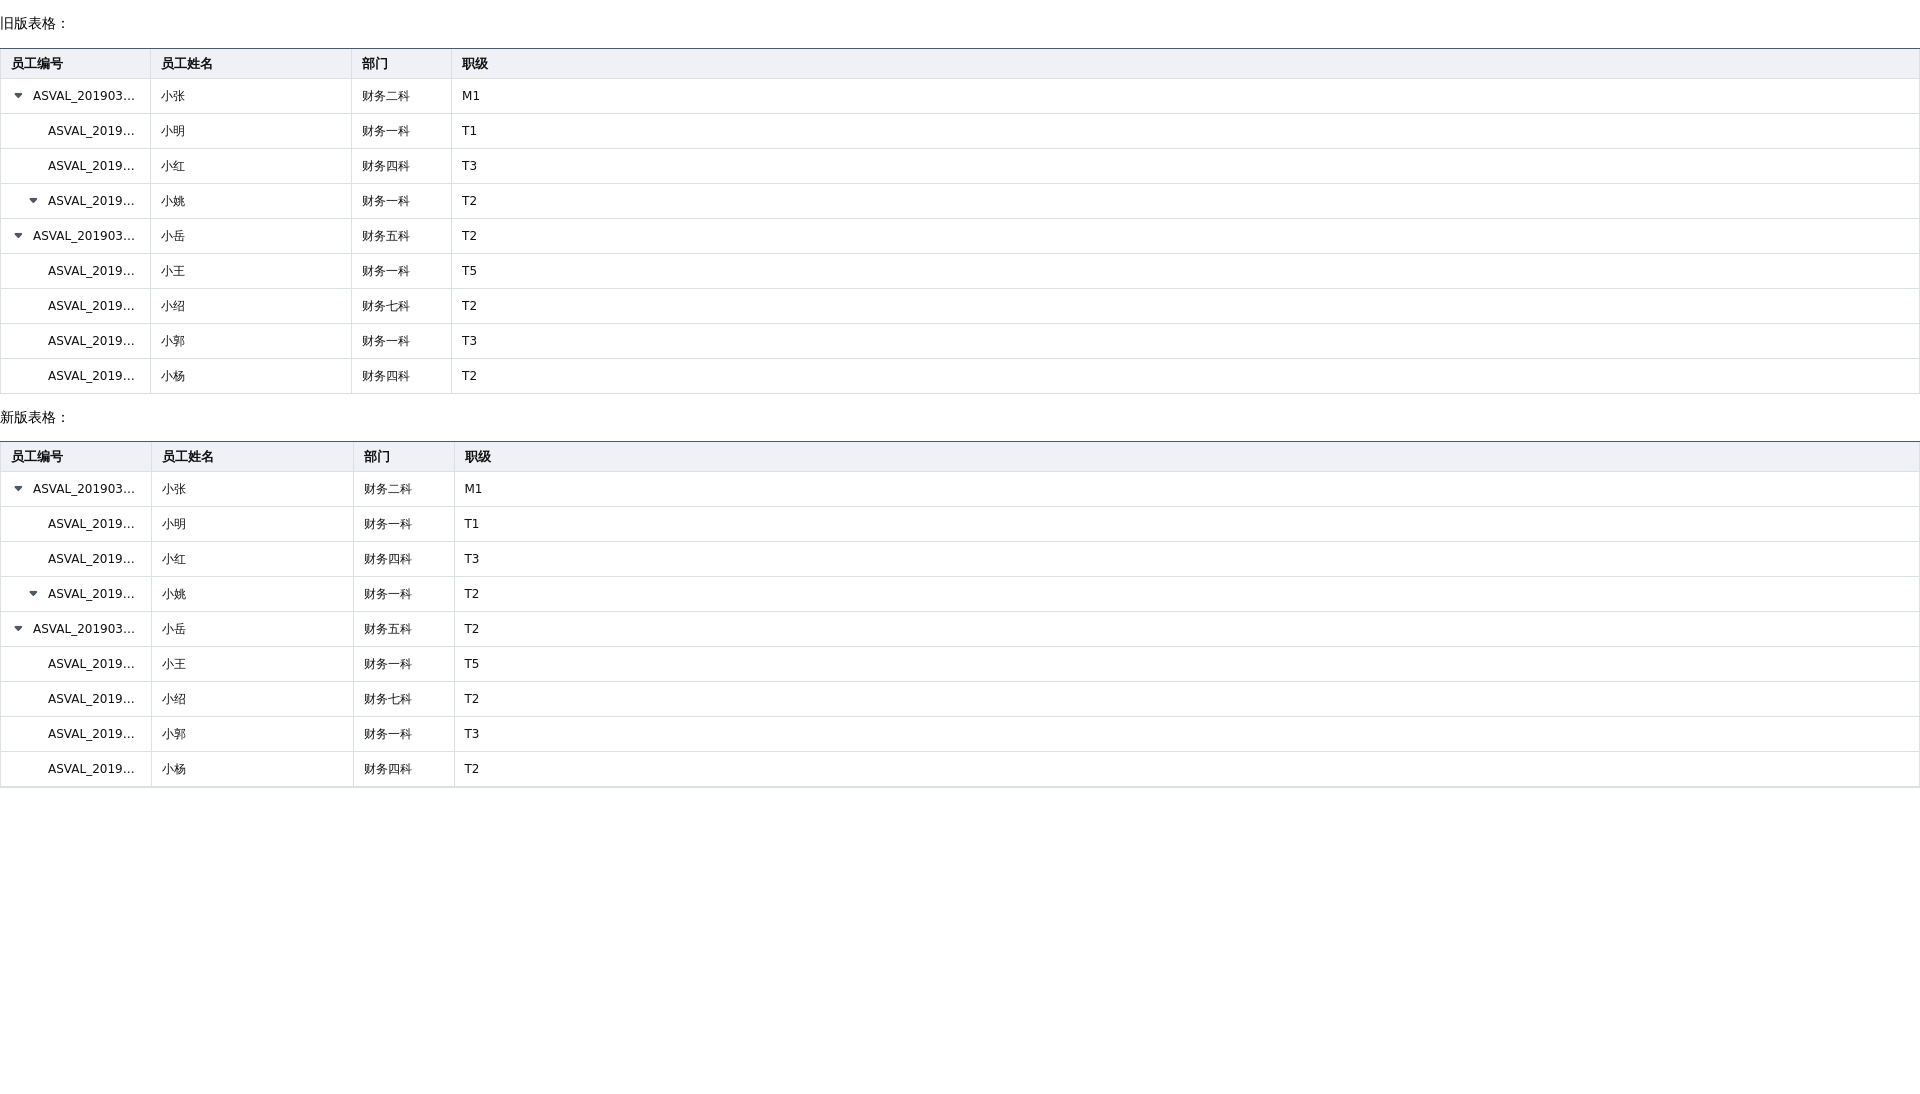 旧版表格：
员工编号 员工姓名 部门 职级
ASVAL_201903... 小张 财务二科 M1
ASVAL_2019... 小明 财务一科 T1
ASVAL_2019... 小红 财务四科 T3
ASVAL_2019... 小姚 财务一科 T2
ASVAL_201903... 小岳 财务五科 T2
ASVAL_2019... 小王 财务一科 T5
ASVAL_2019... 小绍 财务七科 T2
ASVAL_2019... 小郭 财务一科 T3
ASVAL_2019... 小杨 财务四科 T2
新版表格：
员工编号 员工姓名 部门 职级
ASVAL_201903... 小张 财务二科 M1
ASVAL_2019... 小明 财务一科 T1
ASVAL_2019... 小红 财务四科 T3
ASVAL_2019... 小姚 财务一科 T2
ASVAL_201903... 小岳 财务五科 T2
ASVAL_2019... 小王 财务一科 T5
ASVAL_2019... 小绍 财务七科 T2
ASVAL_2019... 小郭 财务一科 T3
ASVAL_2019... 小杨 财务四科 T2